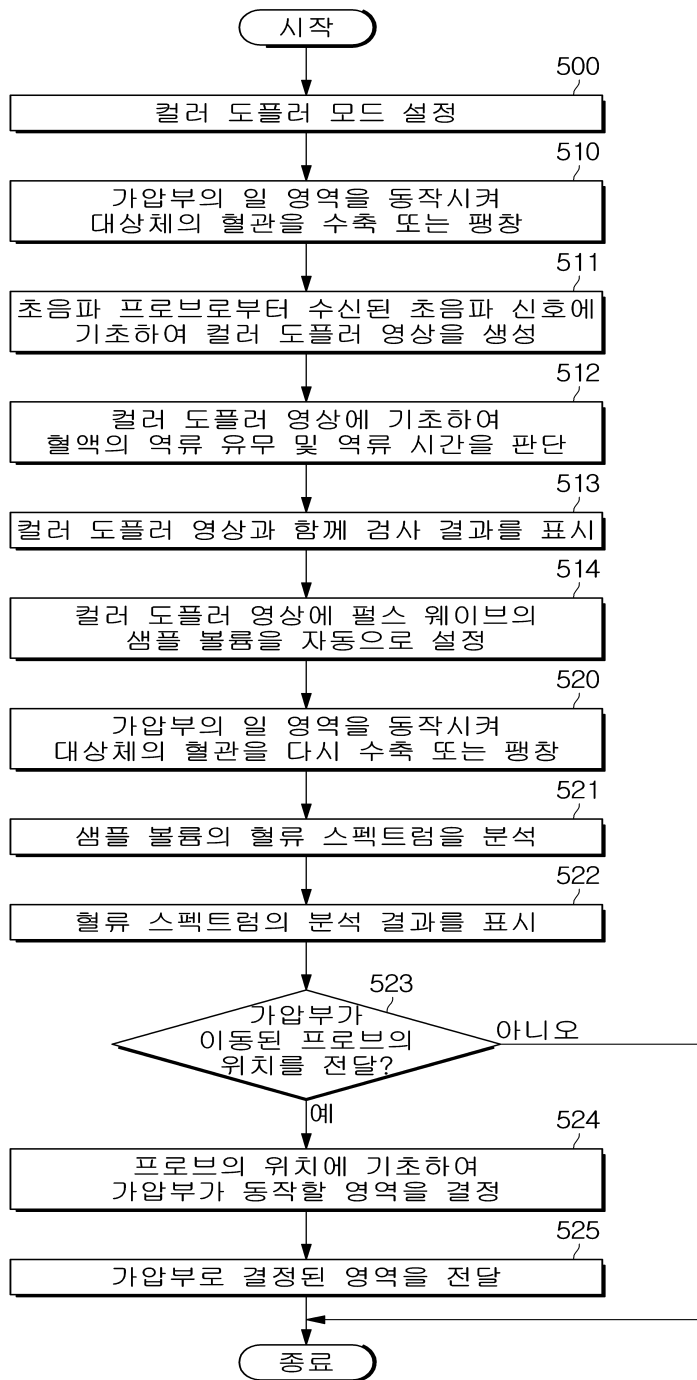 시작
500
컬러 도플러 모드 설정
510
가압부의 일 영역을 동작시켜
대상체의 혈관을 수축 또는 팽창
511
초음파 프로브로부터 수신된 초음파 신호에
기초하여 컬러 도플러 영상을 생성
512
컬러 도플러 영상에 기초하여
혈액의 역류 유무 및 역류 시간을 판단
513
컬러 도플러 영상과 함께 검사 결과를 표시
514
컬러 도플러 영상에 펄스 웨이브의
샘플 볼륨을 자동으로 설정
520
가압부의 일 영역을 동작시켜
대상체의 혈관을 다시 수축 또는 팽창
521
샘플 볼륨의 혈류 스펙트럼을 분석
522
혈류 스펙트럼의 분석 결과를 표시
523
가압부가
이동된 프로브의
위치를 전달?
아니오
예
524
프로브의 위치에 기초하여
가압부가 동작할 영역을 결정
525
가압부로 결정된 영역을 전달
종료